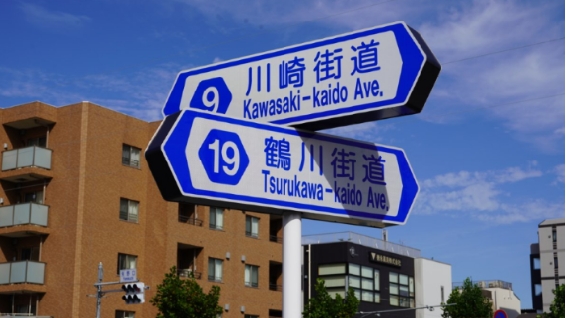 9
川崎街道
Kawasaki-kaido Ave.
19
鶴川街道
Tsurukawa-kaido Ave.